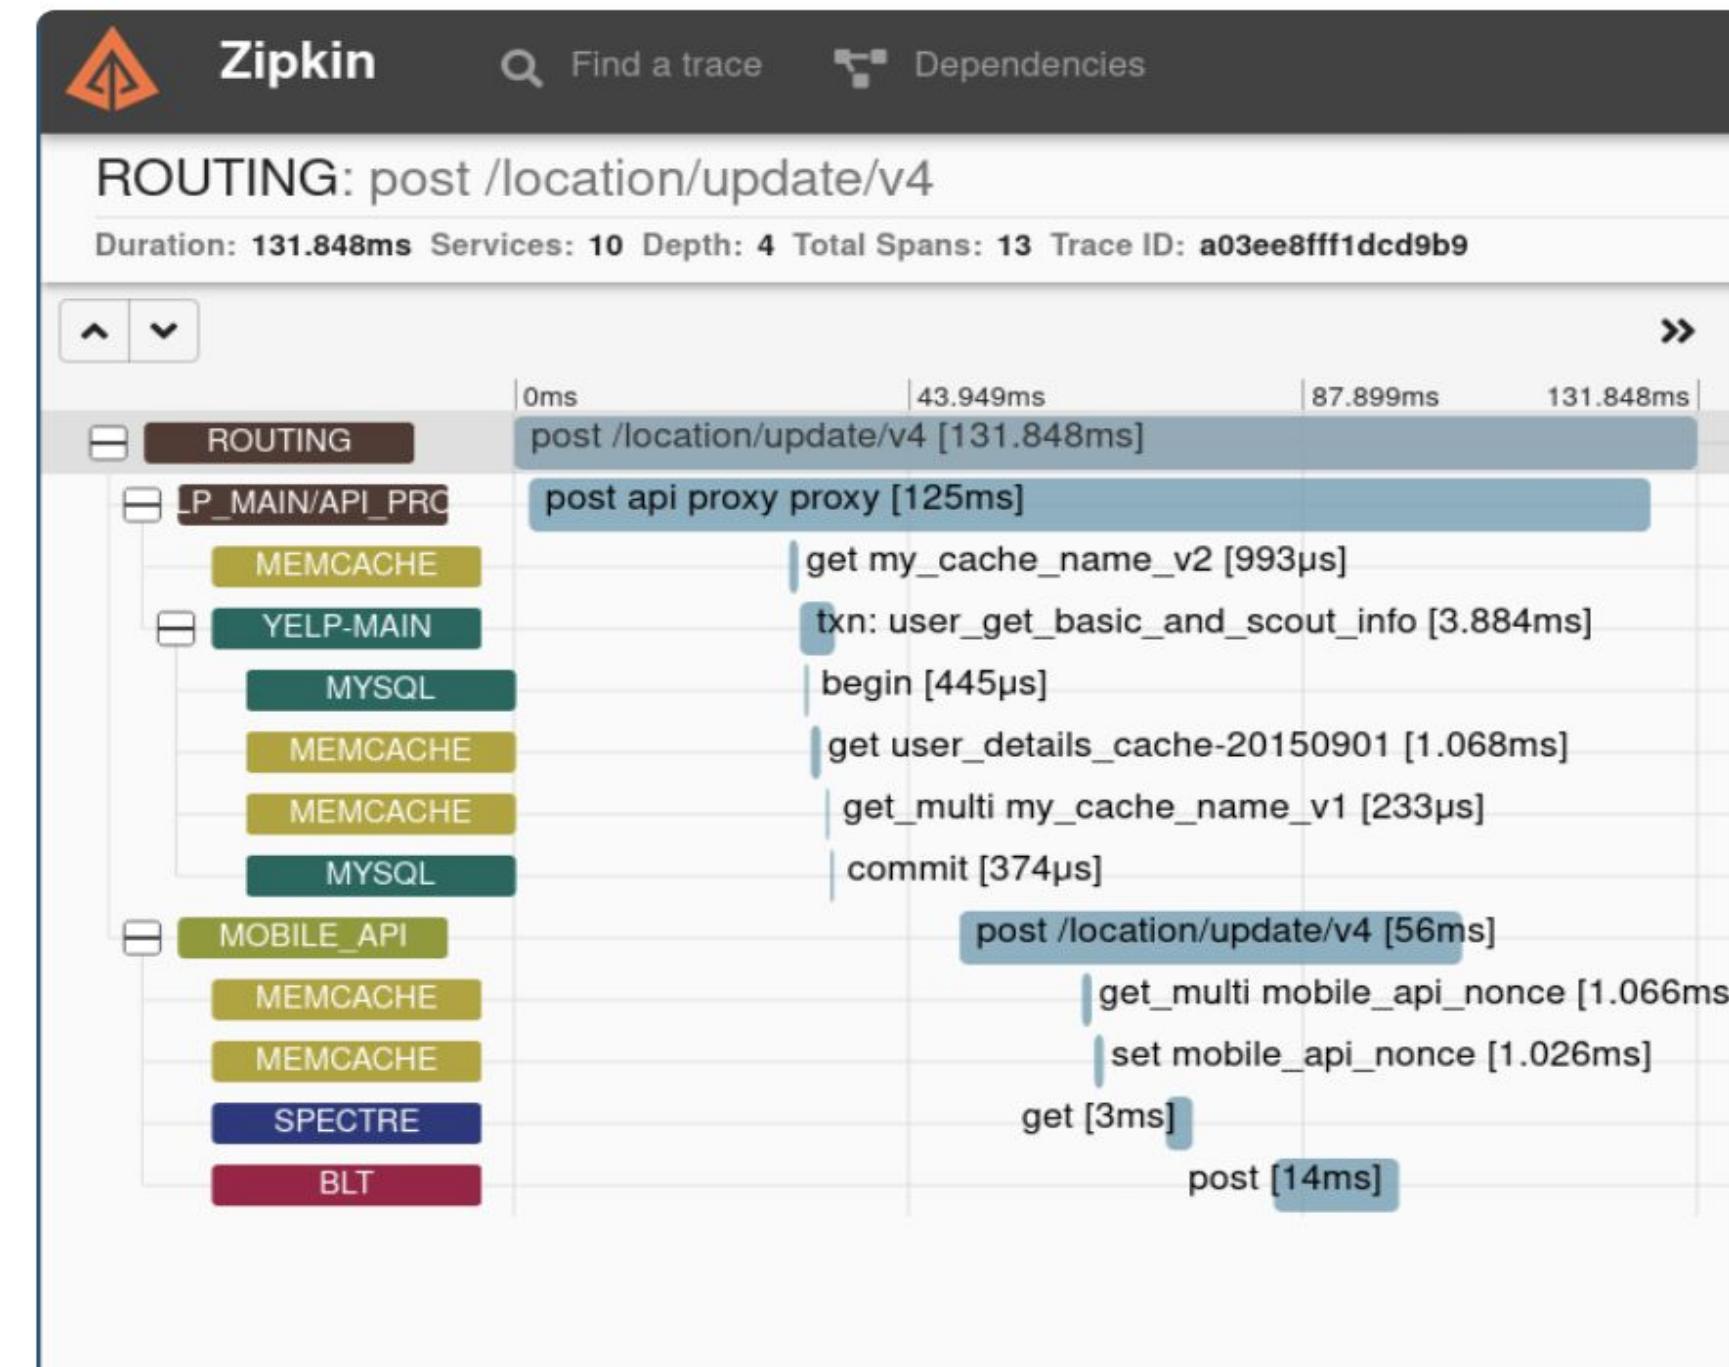 Zipkin Find a trace Dependencies
ROUTING: post /location/update/v4
Duration: 131.848ms Services: 10 Depth: 4 Total Spans: 13 Trace ID: a03ee8fff1dcd9b9
0ms 43.949ms 87.899ms 131.848ms
ROUTING post /location/update/v4 [131.848ms]
LP_MAIN/API_PRO post api proxy proxy [125ms]
MEMCACHE get my_cache_name_v2 [993µs]
YELP-MAIN txn: user_get_basic_and_scout_info [3.884ms]
MYSQL begin [445µs]
MEMCACHE get user_details_cache-20150901 [1.068ms]
MEMCACHE get_multi my_cache_name_v1 [233µs]
MYSQL commit [374µs]
MOBILE_API post /location/update/v4 [56ms]
MEMCACHE get_multi mobile_api_nonce [1.066ms
MEMCACHE set mobile_api_nonce [1.026ms]
SPECTRE get [3ms]
BLT post [14ms]